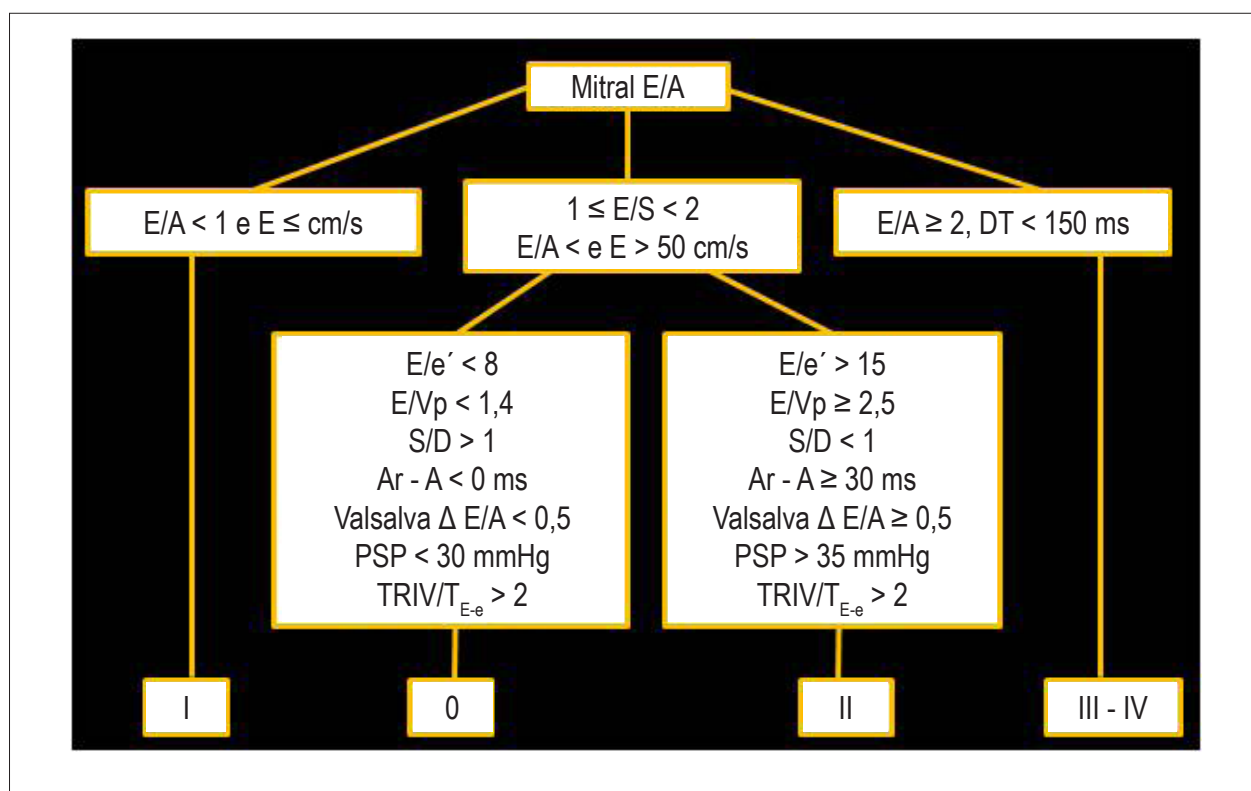 Mitral E/A
E/A < 1 e E ≤ cm/s
1 ≤ E/S < 2
E/A < e E > 50 cm/s
E/A ≥ 2, DT < 150 ms
E/e´ < 8
E/Vp < 1,4
S/D > 1
Ar - A < 0 ms
Valsalva Δ E/A < 0,5
PSP < 30 mmHg
TRIV/T_E-e > 2
E/e´ > 15
E/Vp ≥ 2,5
S/D < 1
Ar - A ≥ 30 ms
Valsalva Δ E/A ≥ 0,5
PSP > 35 mmHg
TRIV/T_E-e > 2
I
0
II
III - IV